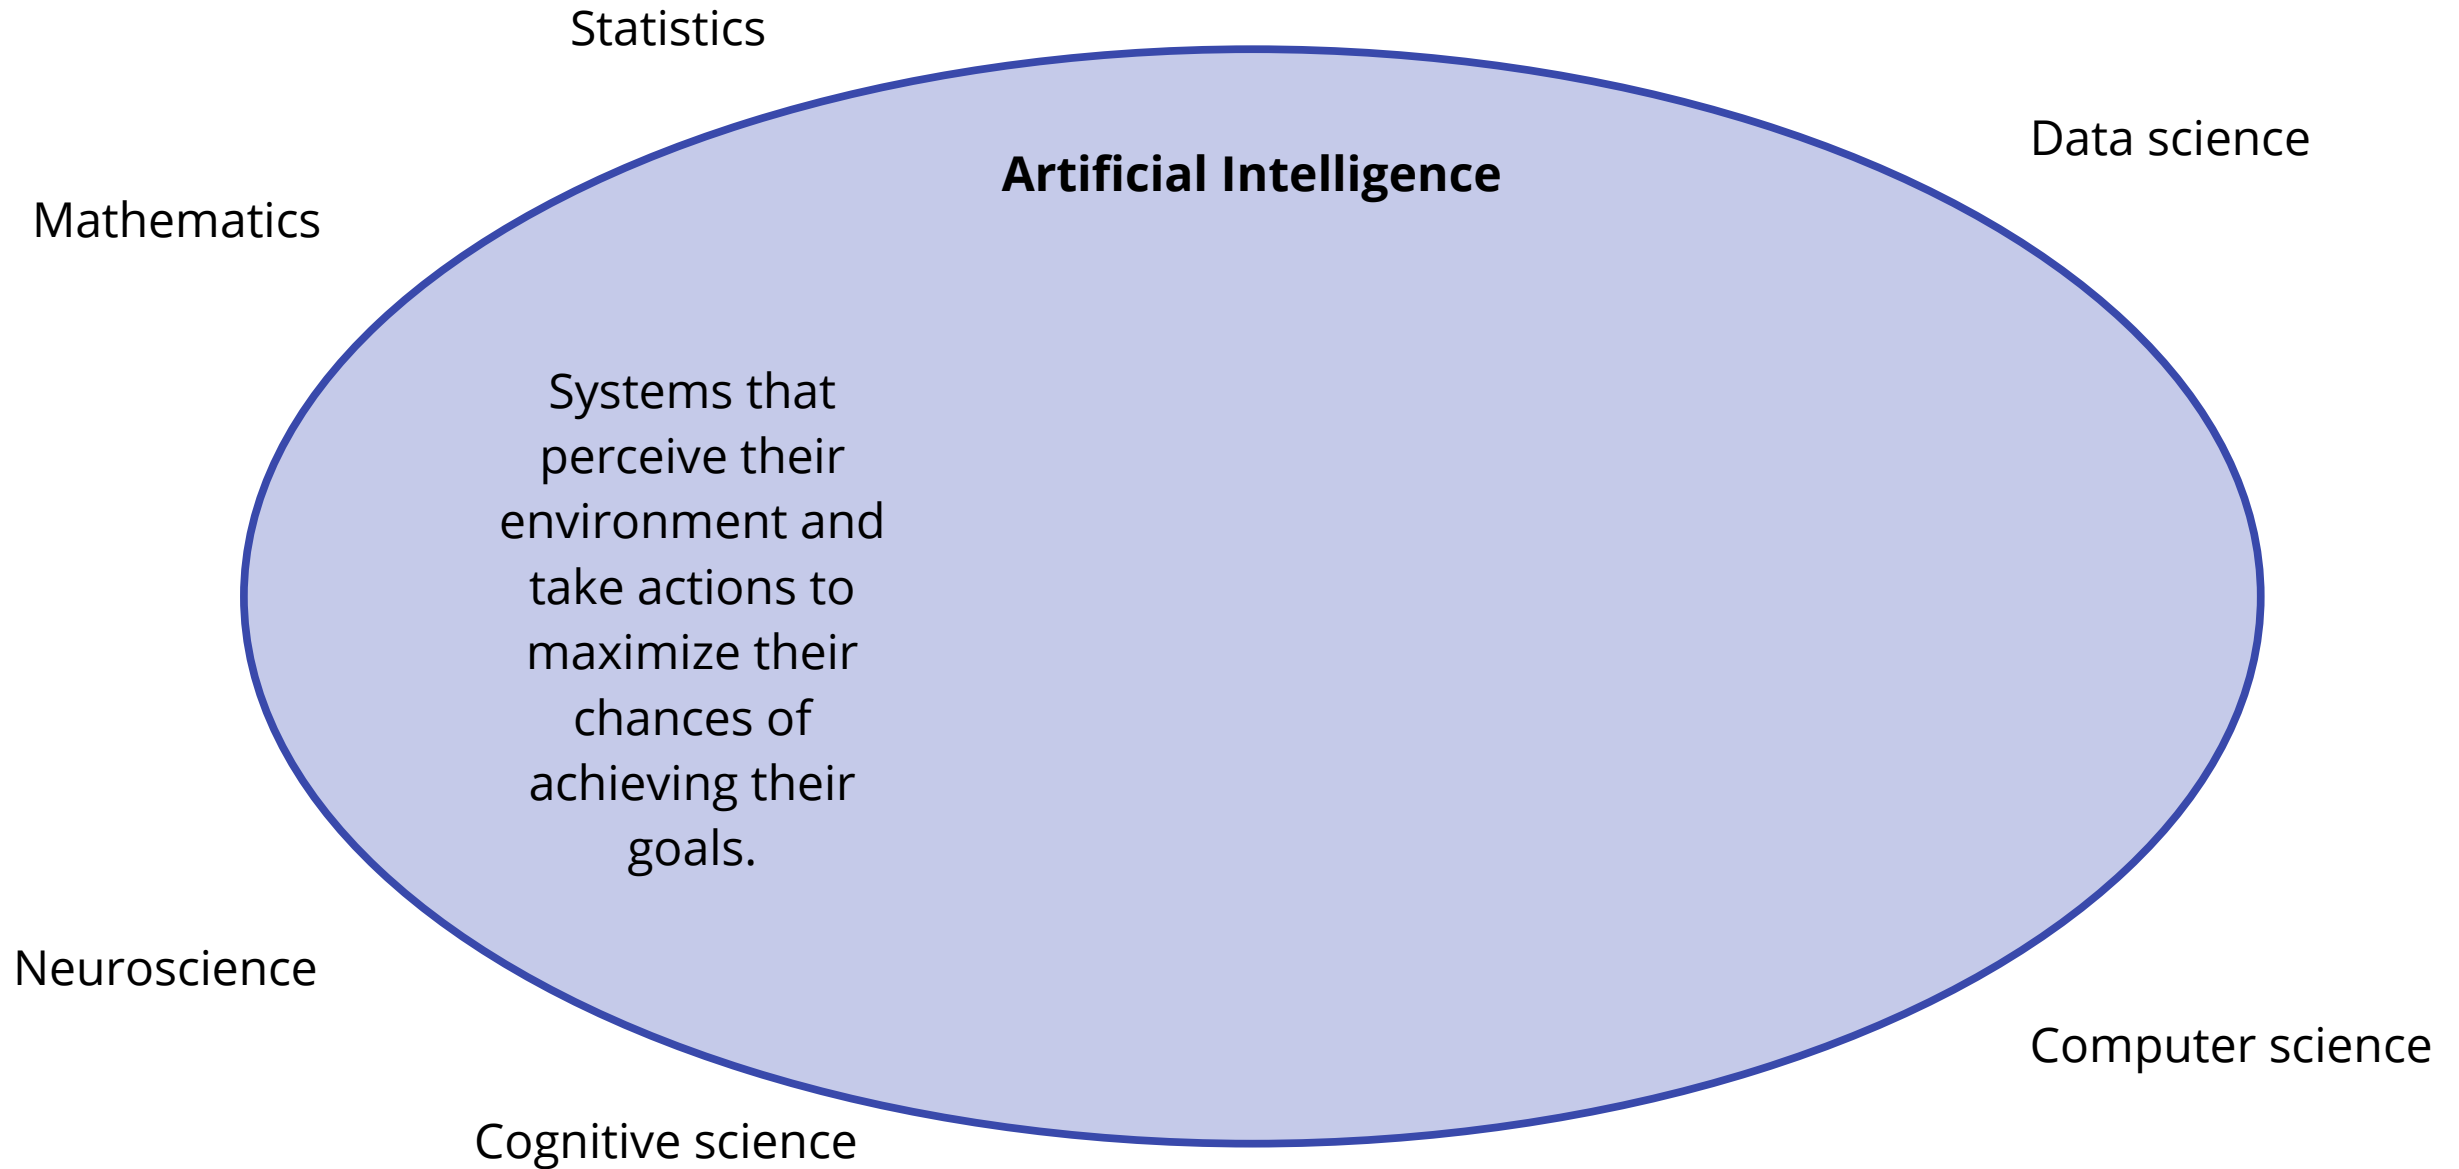 Statistics
Data science
Artificial Intelligence
Mathematics
Systems that
perceive their
environment and
take actions to
maximize their
chances of
achieving their
goals.
Neuroscience
Computer science
Cognitive science